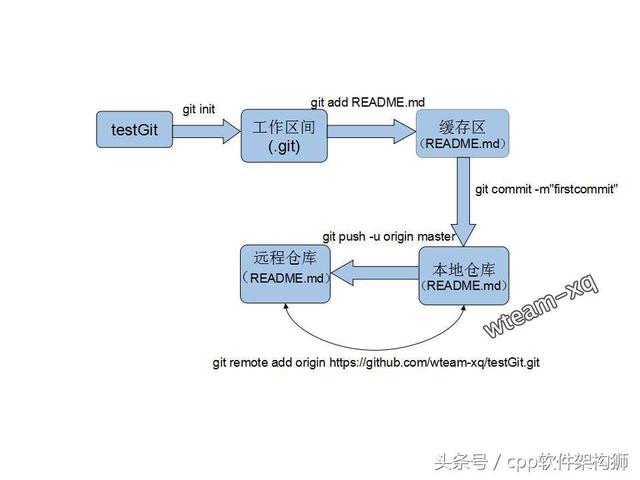 git init
git add README.md
testGit
工作区间
(.git)
缓存区
（README.md）
git commit -m"firstcommit"
git push -u origin master
远程仓库
（README.md）
本地仓库
（README.md）
wteam-xq
git remote add origin https://github.com/wteam-xq/testGit.git
头条号 / cpp软件架构狮